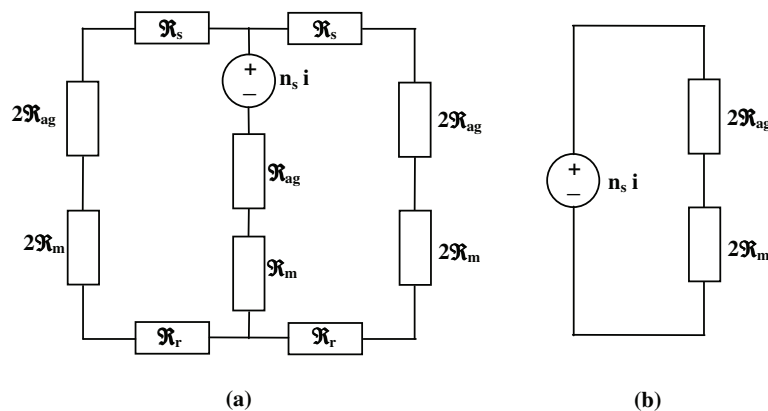 ℜs ℜs
+
–
ns i
2ℜag
2ℜag
ℜag
2ℜm
2ℜm
ℜm
ℜr ℜr
(a)
2ℜag
+
–
ns i
2ℜm
(b)